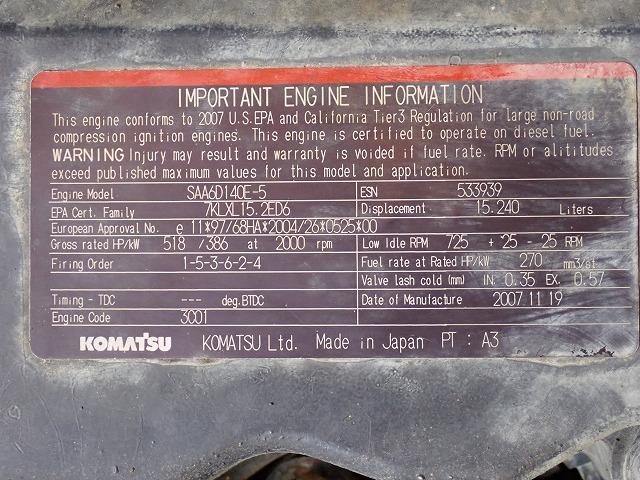 IMPORTANT ENGINE INFORMATION
This engine conforms to 2007 U.S.EPA and California Tier3 Regulation for large non-road
compression ignition engines. This engine is certified to operate on diesel fuel.
WARNING Injury may result and warranty is voided if fuel rate. RPM or alititudes
exceed published maximum values for this model and application.
Engine Model SAA6D140E-5 ESN 533939
EPA Cert. Family 7KLXL15.2ED6 Displacement 15.240 Liters
European Approval No. e 11*97/68HA*2004/26*0525*00
Gross rated HP/kW 518 /386 at 2000 rpm Low Idle RPM 725 + 25 - 25 RPM
Firing Order 1-5-3-6-2-4 Fuel rate at Rated HP/kW 270 mm3/st.
Valve lash cold (mm) IN. 0.35 EX. 0.57
Timing - TDC --- deg.BTDC Date of Manufacture 2007 11 19
Engine Code 3001
KOMATSU KOMATSU Ltd. Made in Japan PT : A3